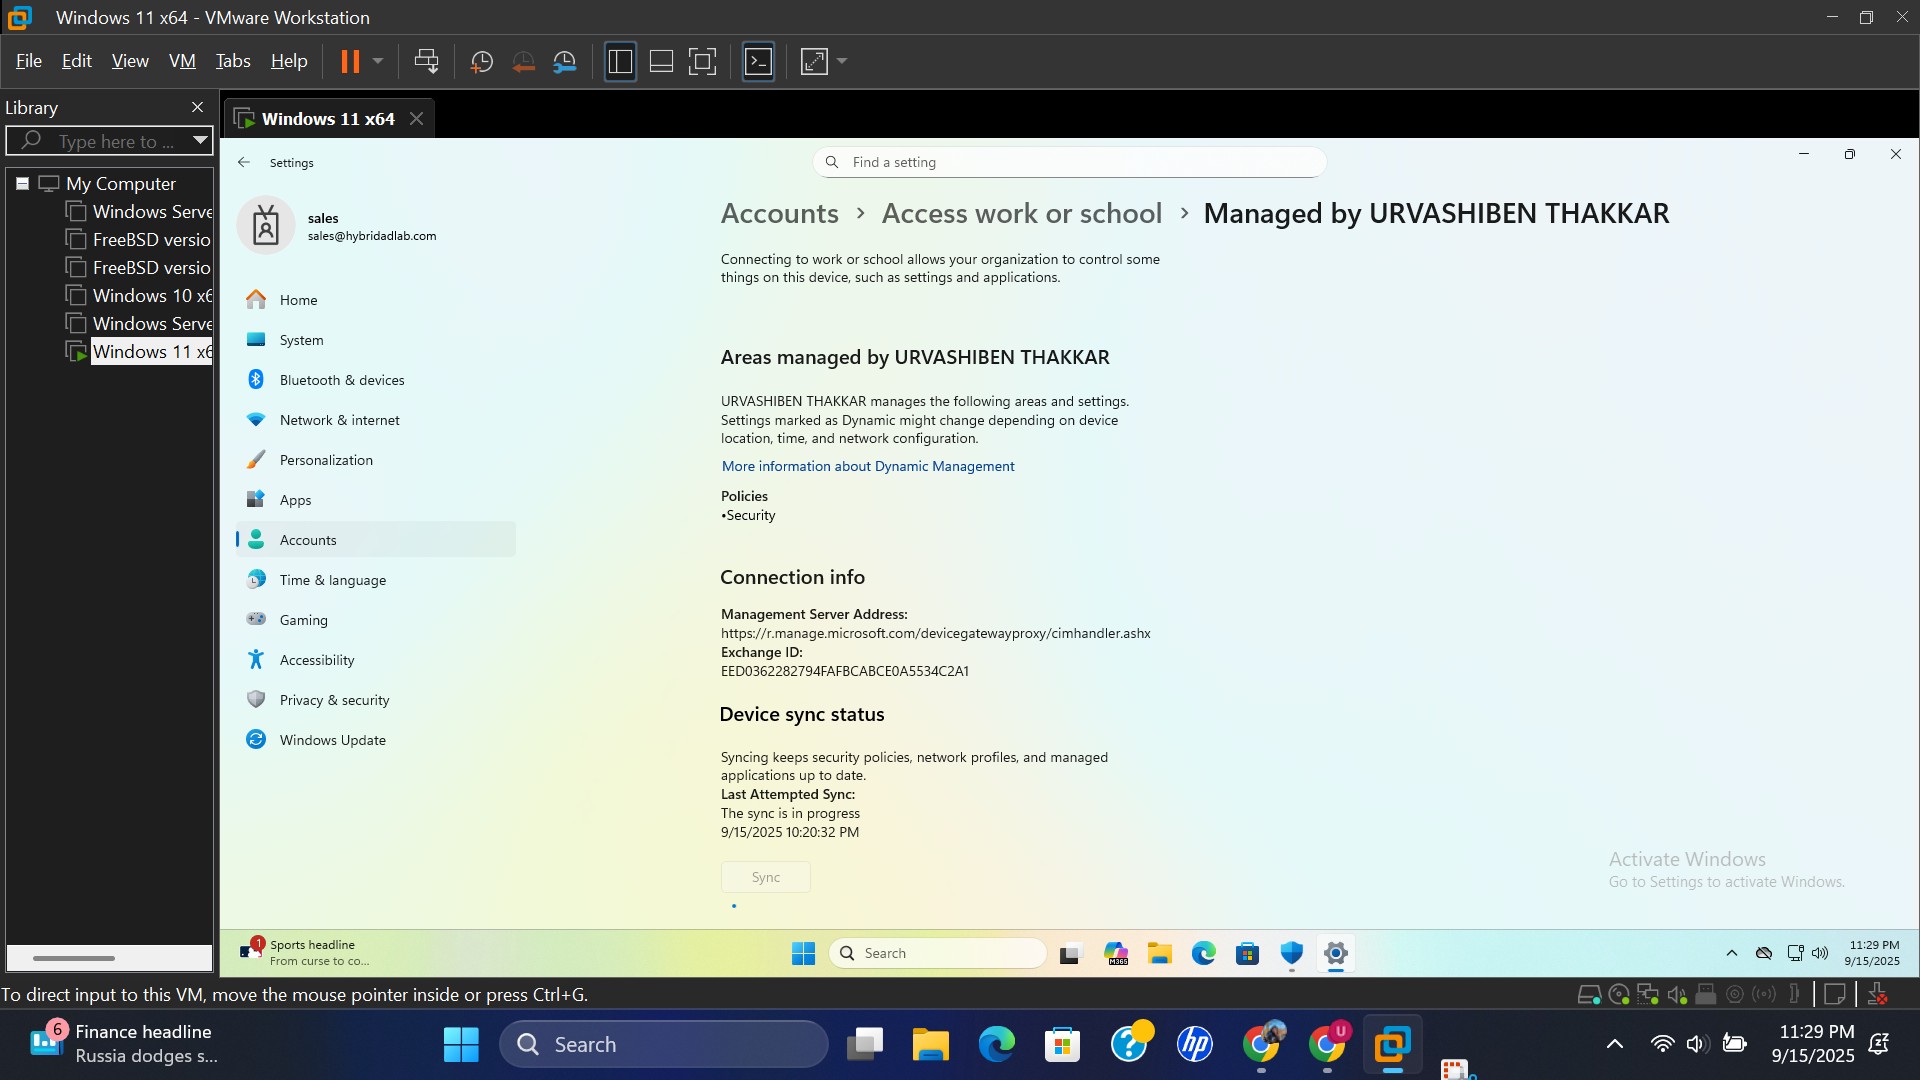 Windows 11 x64 - VMware Workstation
File Edit View VM Tabs Help
Library
Type here to ...
My Computer
Windows Serve
FreeBSD versio
FreeBSD versio
Windows 10 x6
Windows Serve
Windows 11 x6
Windows 11 x64
Settings
Find a setting
sales
sales@hybridadlab.com
Home
System
Bluetooth & devices
Network & internet
Personalization
Apps
Accounts
Time & language
Gaming
Accessibility
Privacy & security
Windows Update
Accounts > Access work or school > Managed by URVASHIBEN THAKKAR
Connecting to work or school allows your organization to control some
things on this device, such as settings and applications.
Areas managed by URVASHIBEN THAKKAR
URVASHIBEN THAKKAR manages the following areas and settings.
Settings marked as Dynamic might change depending on device
location, time, and network configuration.
More information about Dynamic Management
Policies
•Security
Connection info
Management Server Address:
https://r.manage.microsoft.com/devicegatewayproxy/cimhandler.ashx
Exchange ID:
EED0362282794FAFBCABCE0A5534C2A1
Device sync status
Syncing keeps security policies, network profiles, and managed
applications up to date.
Last Attempted Sync:
The sync is in progress
9/15/2025 10:20:32 PM
Sync
Activate Windows
Go to Settings to activate Windows.
1
Sports headline
From curse to co...
Search
M365
11:29 PM
9/15/2025
To direct input to this VM, move the mouse pointer inside or press Ctrl+G.
6
Finance headline
Russia dodges s...
Search
hp
U
11:29 PM
9/15/2025